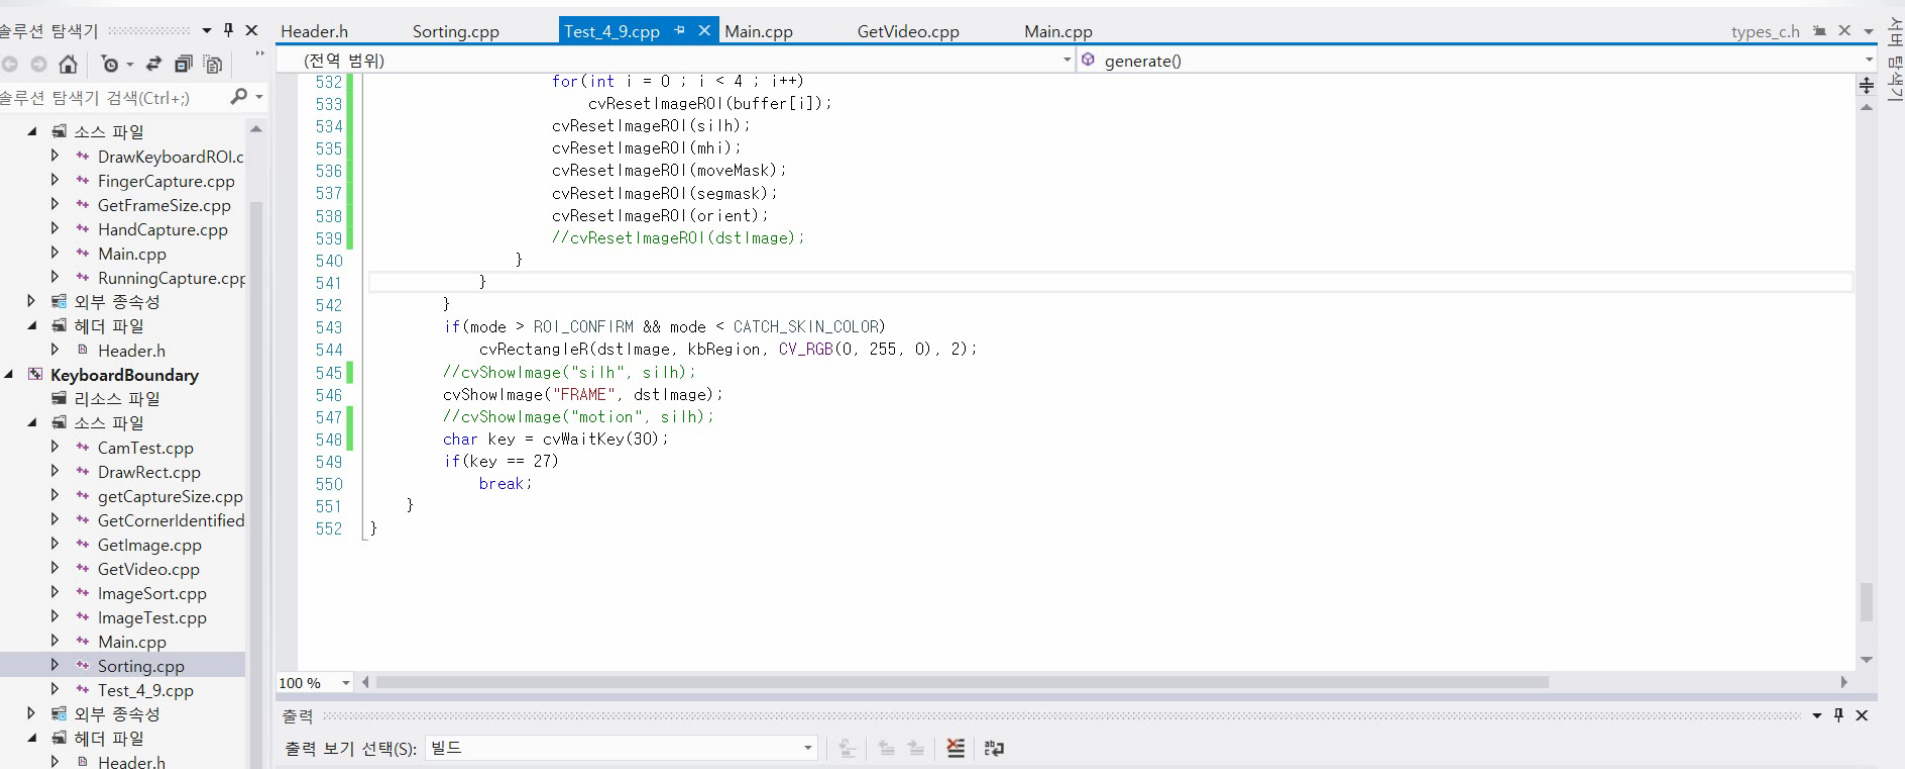 솔루션 탐색기
Header.h
Sorting.cpp
Test_4_9.cpp
Main.cpp
GetVideo.cpp
Main.cpp
types_c.h
서버 탐색기
(전역 범위)
generate()
솔루션 탐색기 검색(Ctrl+;)
소스 파일
DrawKeyboardROI.c
FingerCapture.cpp
GetFrameSize.cpp
HandCapture.cpp
Main.cpp
RunningCapture.cpp
외부 종속성
헤더 파일
Header.h
KeyboardBoundary
리소스 파일
소스 파일
CamTest.cpp
DrawRect.cpp
getCaptureSize.cpp
GetCornerIdentified
GetImage.cpp
GetVideo.cpp
ImageSort.cpp
ImageTest.cpp
Main.cpp
Sorting.cpp
Test_4_9.cpp
외부 종속성
헤더 파일
Header.h
532 for(int i = 0 ; i < 4 ; i++)
533 cvResetImageROI(buffer[i]);
534 cvResetImageROI(silh);
535 cvResetImageROI(mhi);
536 cvResetImageROI(moveMask);
537 cvResetImageROI(segmask);
538 cvResetImageROI(orient);
539 //cvResetImageROI(dstImage);
540 }
541 }
542 }
543 if(mode > ROI_CONFIRM && mode < CATCH_SKIN_COLOR)
544 cvRectangleR(dstImage, kbRegion, CV_RGB(0, 255, 0), 2);
545 //cvShowImage("silh", silh);
546 cvShowImage("FRAME", dstImage);
547 //cvShowImage("motion", silh);
548 char key = cvWaitKey(30);
549 if(key == 27)
550 break;
551 }
552 }
100 %
출력
출력 보기 선택(S): 빌드